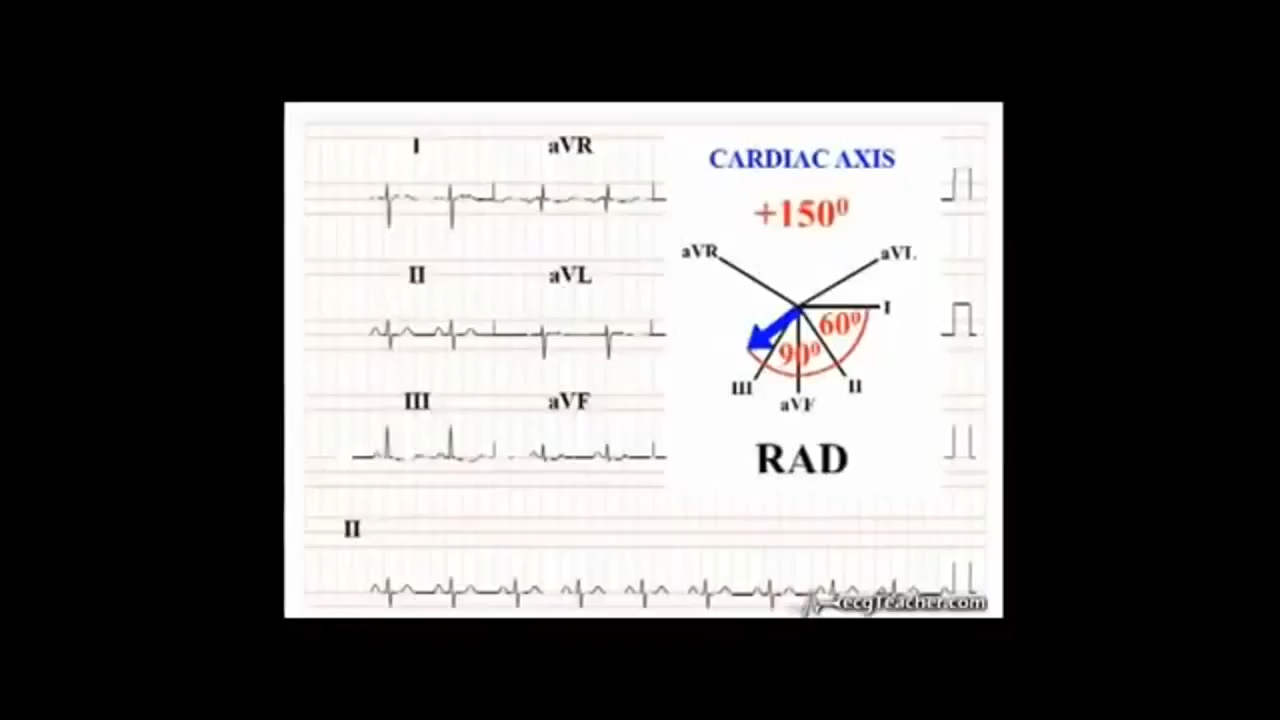 I aVR
II aVL
III aVF
II
CARDIAC AXIS
+150⁰
aVR aVL
I
60⁰
90⁰
III II
aVF
RAD
ecgTeacher.com